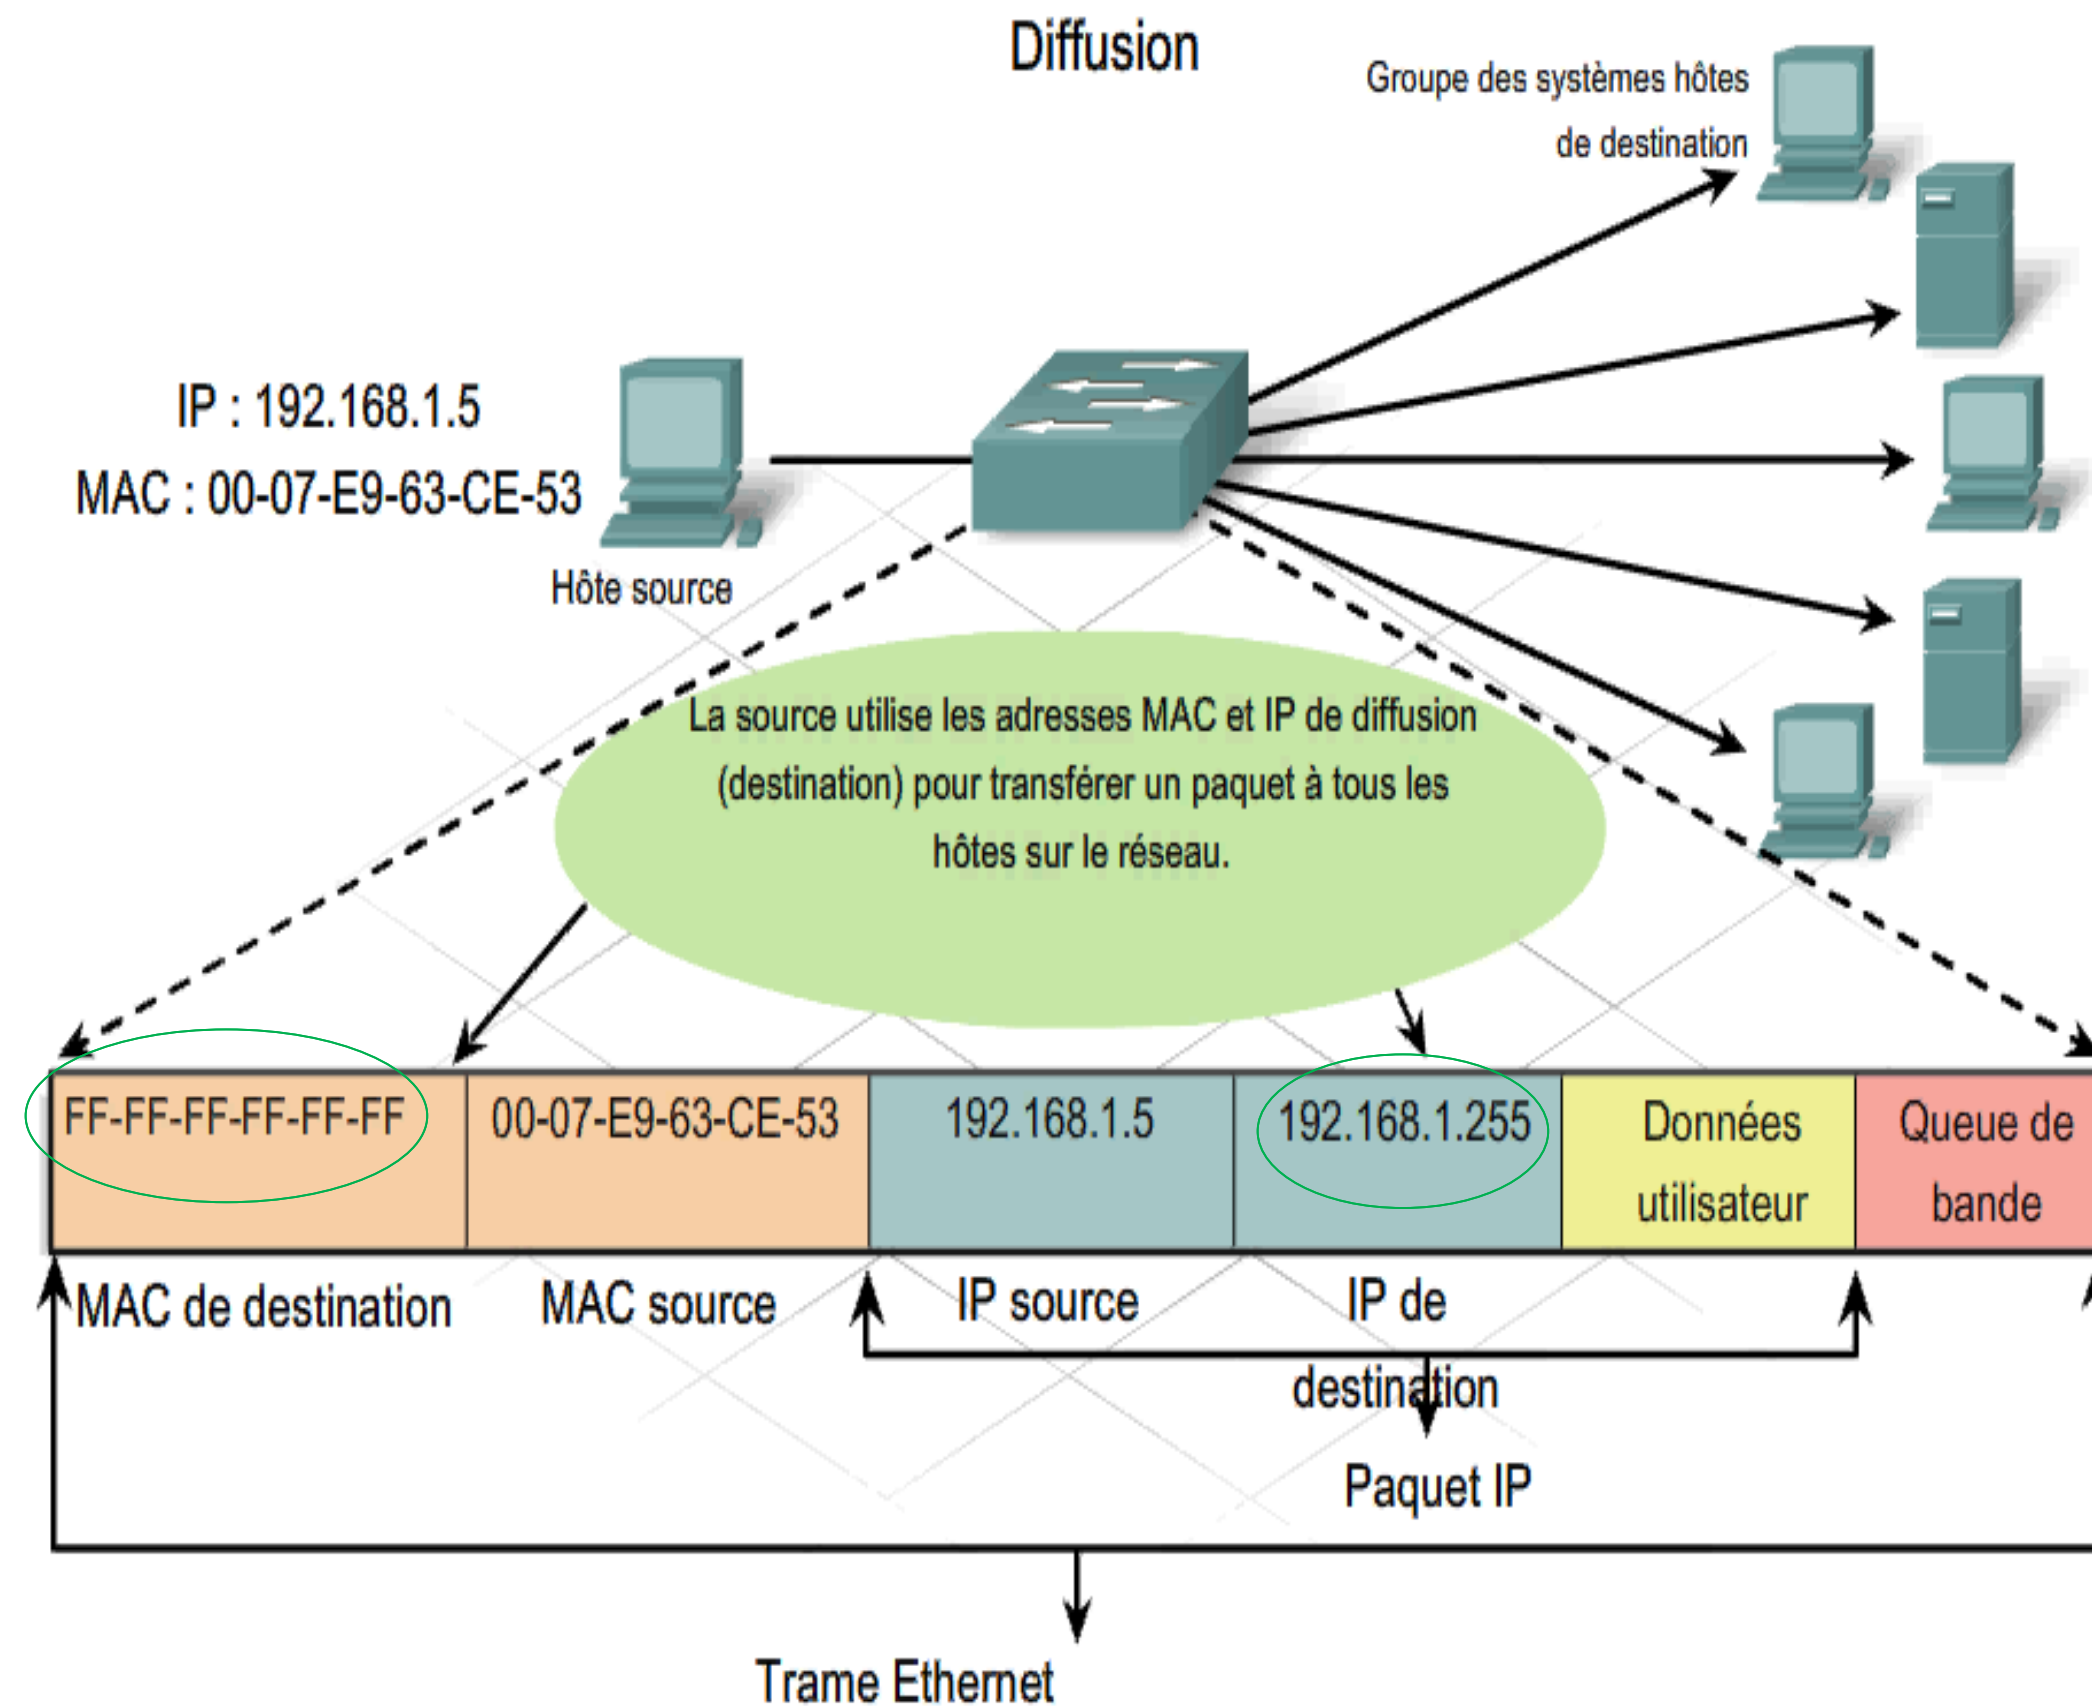 Diffusion
Groupe des systèmes hôtes
de destination
IP : 192.168.1.5
MAC : 00-07-E9-63-CE-53
Hôte source
La source utilise les adresses MAC et IP de diffusion
(destination) pour transférer un paquet à tous les
hôtes sur le réseau.
FF-FF-FF-FF-FF-FF
00-07-E9-63-CE-53
192.168.1.5
192.168.1.255
Données
utilisateur
Queue de
bande
MAC de destination
MAC source
IP source
IP de
destination
Paquet IP
Trame Ethernet